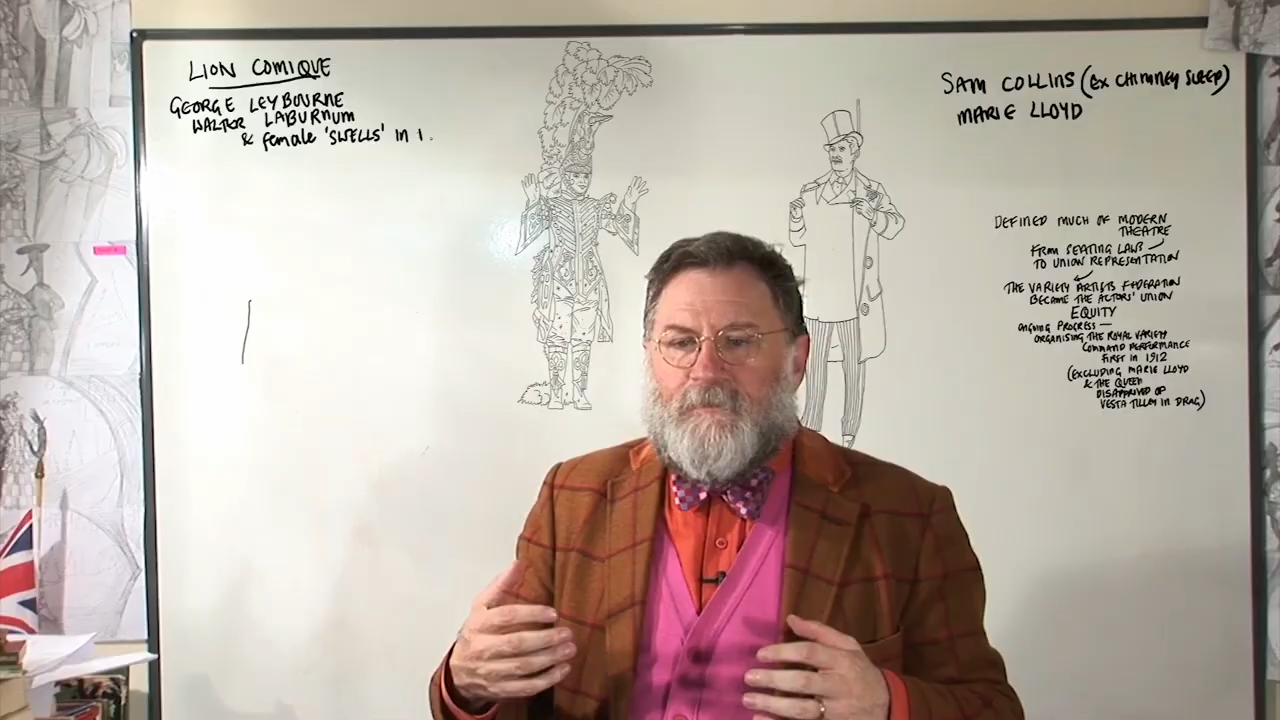 LION COMIQUE
GEORGE LEYBOURNE
WALTER LABURNUM
& female 'SWELLS' in 1.
SAM COLLINS (EX CHIMNEY SWEEP)
MARIE LLOYD
DEFINED MUCH OF MODERN
THEATRE
FROM SEATING LAWS
TO UNION REPRESENTATION
THE VARIETY ARTISTS FEDERATION
BECAME THE ACTORS' UNION
EQUITY
ONGOING PROGRESS —
ORGANISING THE ROYAL VARIETY
COMMAND PERFORMANCE
FIRST IN 1912
(EXCLUDING MARIE LLOYD
& THE QUEEN
DISAPPROVED OF
VESTA TILLEY IN DRAG)